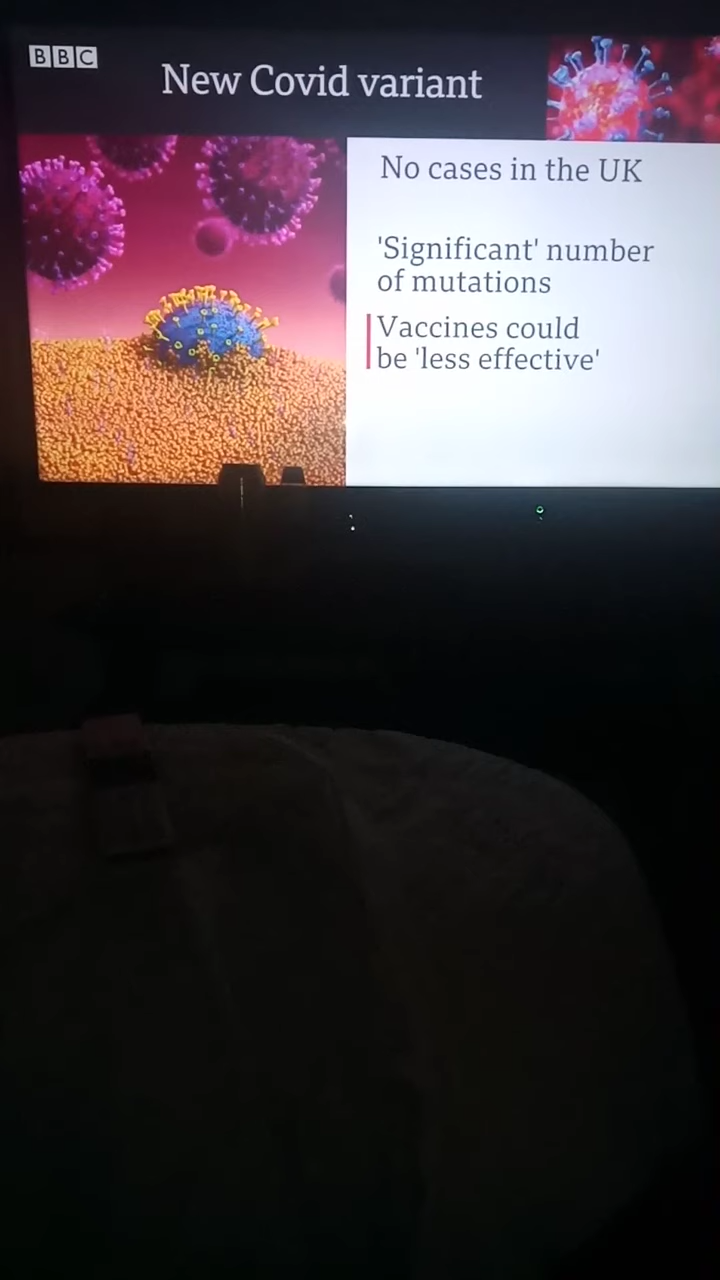 BBC
New Covid variant
No cases in the UK
'Significant' number
of mutations
Vaccines could
be 'less effective'